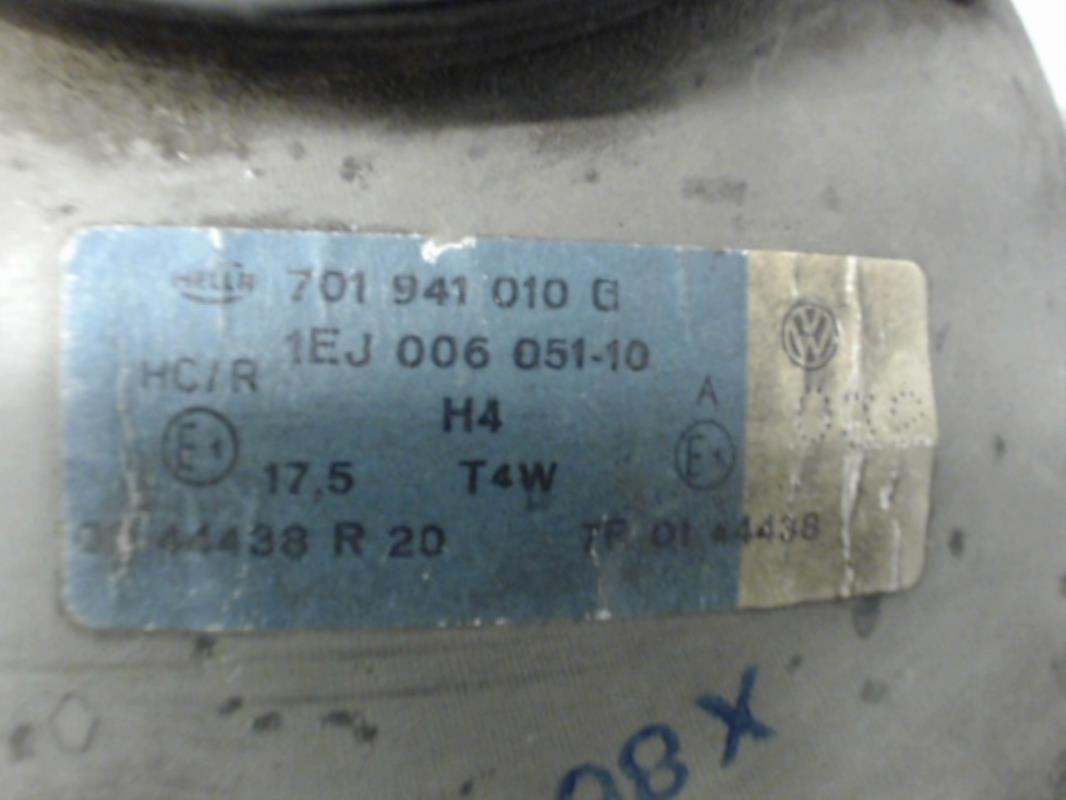 HELLA 701 941 010 G
1EJ 006 051-10
HC/R
H4
A
E1
E1
17,5 T4W
44438 R 20
TP 01 44438
X